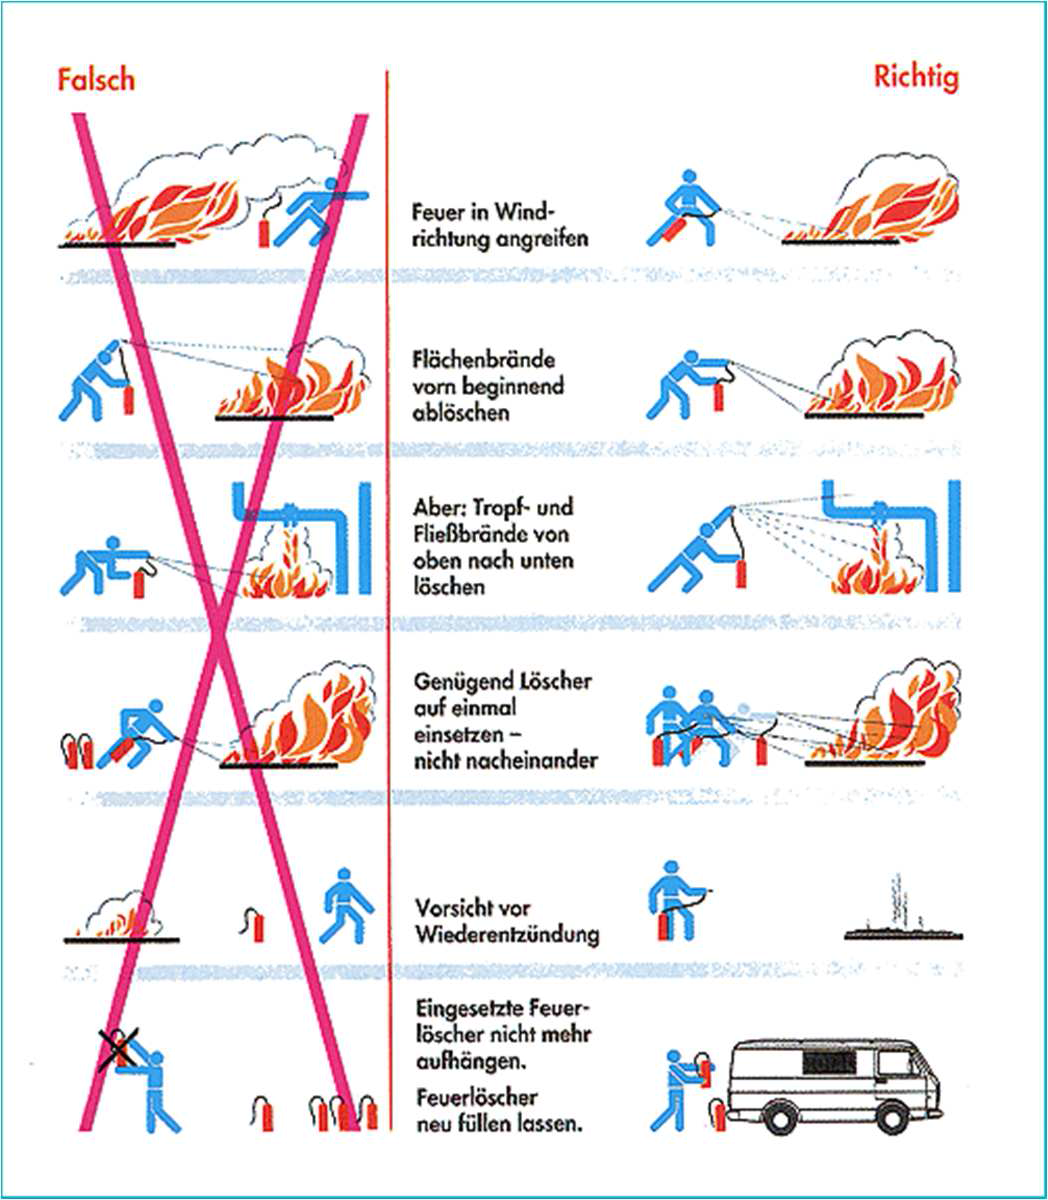 Falsch
Richtig
Feuer in Wind-
richtung angreifen
Flächenbrände
vorn beginnend
ablöschen
Aber: Tropf- und
Fließbrände von
oben nach unten
löschen
Genügend Löscher
auf einmal
einsetzen –
nicht nacheinander
Vorsicht vor
Wiederentzündung
Eingesetzte Feuer-
löscher nicht mehr
aufhängen.
Feuerlöscher
neu füllen lassen.